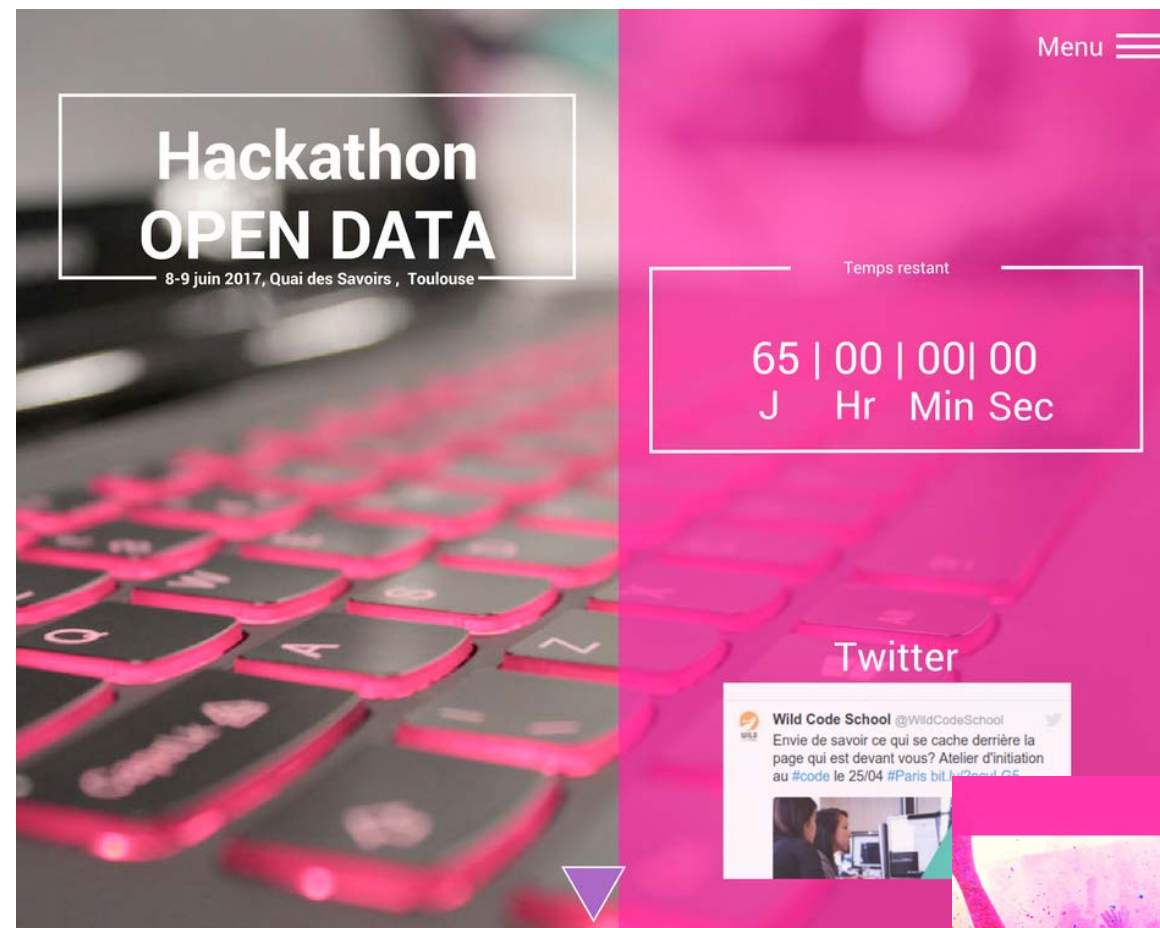 Menu
Hackathon
OPEN DATA
8-9 juin 2017, Quai des Savoirs , Toulouse
Temps restant
65 | 00 | 00| 00
J Hr Min Sec
Twitter
Wild Code School @WildCodeSchool
Envie de savoir ce qui se cache derrière la
page qui est devant vous? Atelier d'initiation
au #code le 25/04 #Paris
WILD
Q
W
A
S
Z